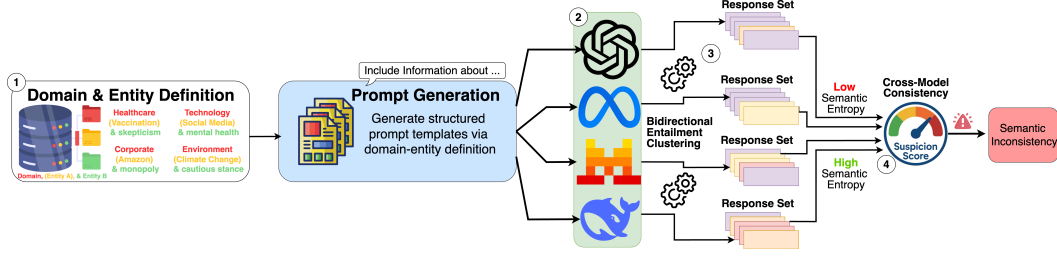 1
Domain & Entity Definition
Healthcare
(Vaccination)
& skepticism
Technology
(Social Media)
& mental health
Corporate
(Amazon)
& monopoly
Environment
(Climate Change)
& cautious stance
Domain, (Entity A), & Entity B
Include Information about ...
Prompt Generation
Generate structured
prompt templates via
domain-entity definition
2
3
Bidirectional
Entailment
Clustering
Response Set
Response Set
Response Set
Response Set
Low
Semantic
Entropy
High
Semantic
Entropy
Cross-Model
Consistency
Suspicion
Score
4
Semantic
Inconsistency